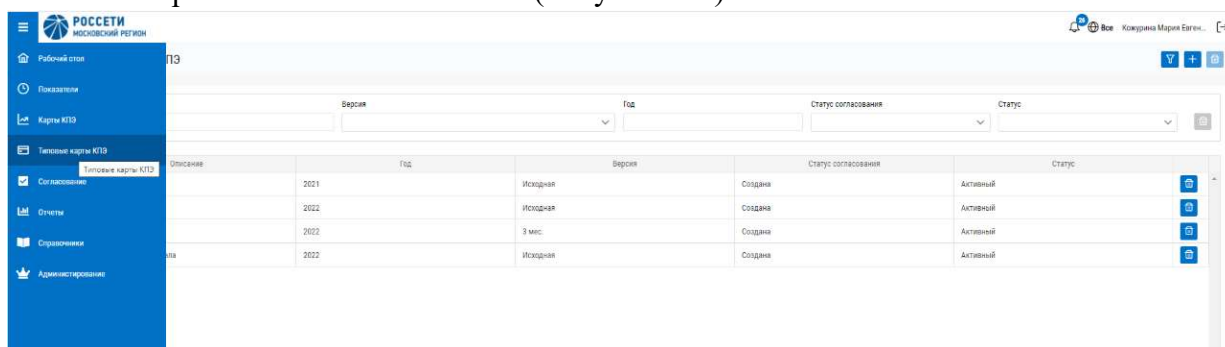 РОССЕТИ
МОСКОВСКИЙ РЕГИОН
26
Все
Кожурина Мария Евген...
Рабочий стол
ПЭ
Показатели
Версия
Год
Статус согласования
Статус
Карты КПЭ
Типовые карты КПЭ
Типовые карты КПЭ
Описание
Год
Версия
Статус согласования
Статус
Согласование
2021
Исходная
Создана
Активный
Отчеты
2022
Исходная
Создана
Активный
2022
3 мес.
Создана
Активный
Справочники
ела
2022
Исходная
Создана
Активный
Администрирование